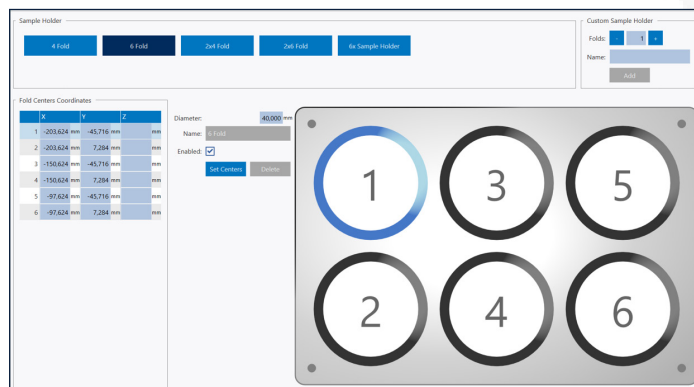 Sample Holder
4 Fold
6 Fold
2x4 Fold
2x6 Fold
6x Sample Holder
Custom Sample Holder
Folds: - 1 +
Name:
Add
Fold Centers Coordinates
X Y Z
1 -203,624 mm -45,716 mm mm
2 -203,624 mm 7,284 mm mm
3 -150,624 mm -45,716 mm mm
4 -150,624 mm 7,284 mm mm
5 -97,624 mm -45,716 mm mm
6 -97,624 mm 7,284 mm mm
Diameter: 40,000 mm
Name: 6 Fold
Enabled:
Set Centers Delete
1 3 5
2 4 6